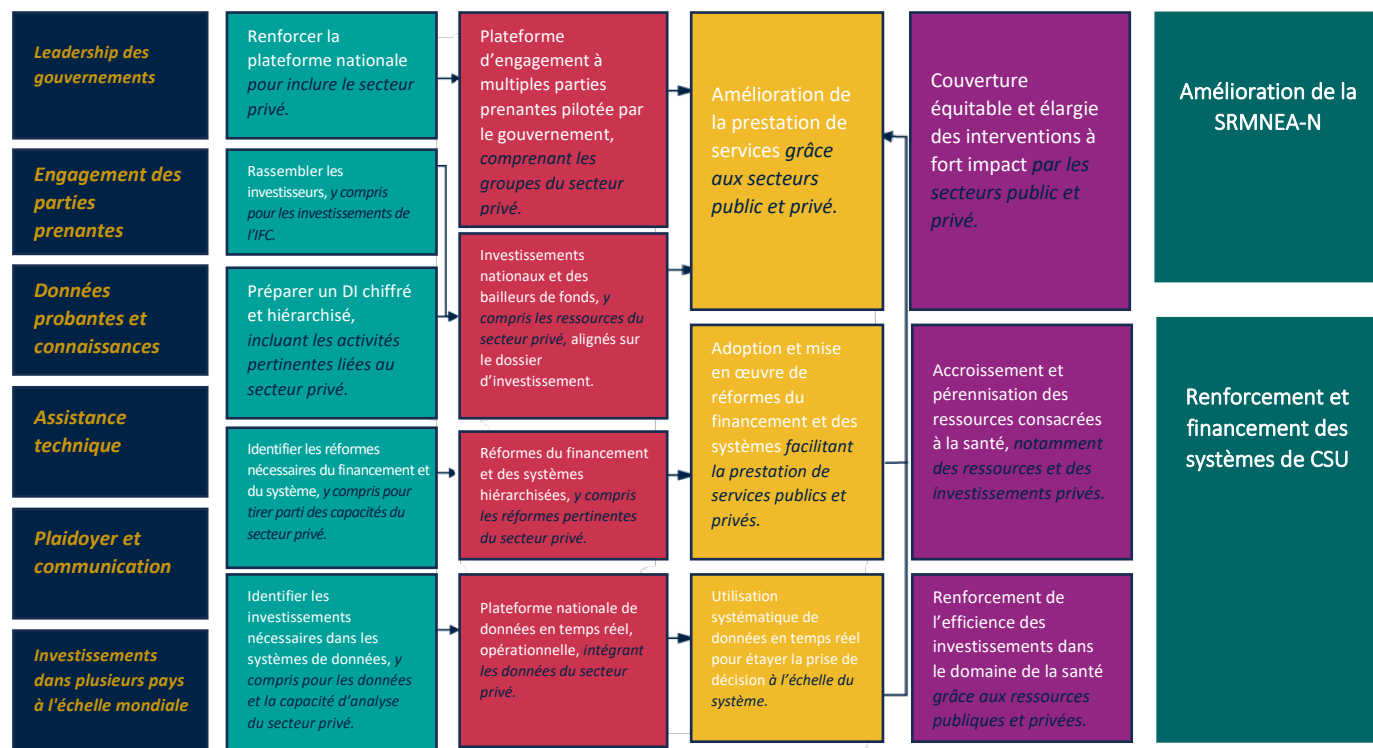 Leadership des
gouvernements
Engagement des
parties
prenantes
Données
probantes et
connaissances
Assistance
technique
Plaidoyer et
communication
Investissements
dans plusieurs pays
à l'échelle mondiale
Renforcer la
plateforme nationale
pour inclure le secteur
privé.
Rassembler les
investisseurs, y compris
pour les investissements de
l’IFC.
Préparer un DI chiffré
et hiérarchisé,
incluant les activités
pertinentes liées au
secteur privé.
Identifier les réformes
nécessaires du financement et
du système, y compris pour
tirer parti des capacités du
secteur privé.
Identifier les
investissements
nécessaires dans les
systèmes de données, y
compris pour les données
et la capacité d’analyse
du secteur privé.
Plateforme
d’engagement à
multiples parties
prenantes pilotée par
le gouvernement,
comprenant les
groupes du secteur
privé.
Investissements
nationaux et des
bailleurs de fonds, y
compris les ressources du
secteur privé, alignés sur
le dossier
d’investissement.
Réformes du financement
et des systèmes
hiérarchisées, y compris
les réformes pertinentes
du secteur privé.
Plateforme nationale de
données en temps réel,
opérationnelle, intégrant
les données du secteur
privé.
Amélioration de
la prestation de
services grâce
aux secteurs
public et privé.
Adoption et mise
en œuvre de
réformes du
financement et des
systèmes facilitant
la prestation de
services publics et
privés.
Utilisation
systématique de
données en temps réel
pour étayer la prise de
décision à l’échelle du
système.
Couverture
équitable et élargie
des interventions à
fort impact par les
secteurs public et
privé.
Accroissement et
pérennisation des
ressources consacrées
à la santé, notamment
des ressources et des
investissements privés.
Renforcement de
l’efficience des
investissements dans
le domaine de la santé
grâce aux ressources
publiques et privées.
Amélioration de la
SRMNEA-N
Renforcement et
financement des
systèmes de CSU